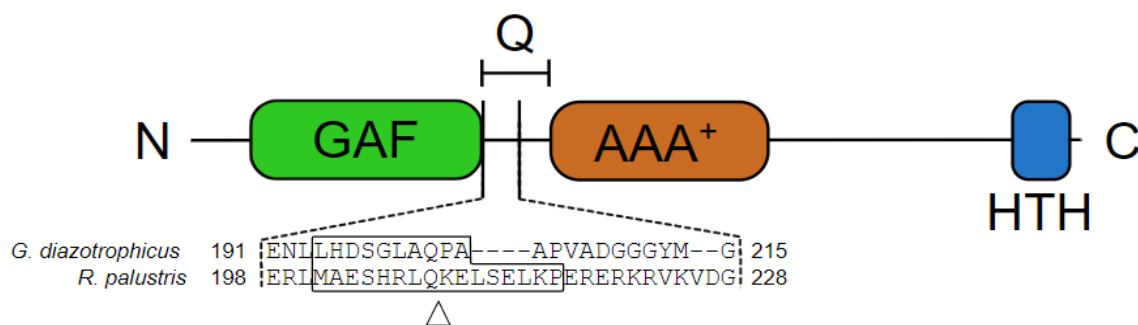 Q
N GAF AAA⁺ C
HTH
G. diazotrophicus 191 ENLLHDSGLAQPA----APVADGGGYM--G 215
R. palustris 198 ERLMAESHRLQKELSELKPERERKRVKVDG 228